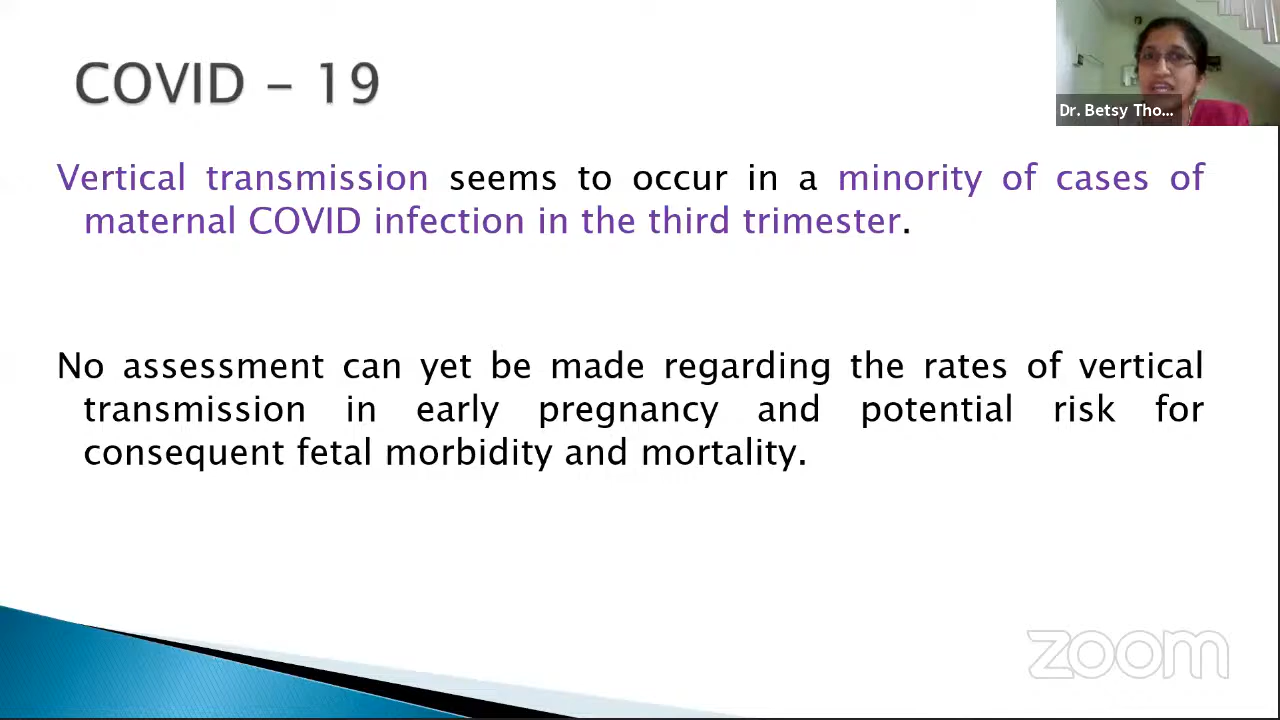 COVID – 19
Dr. Betsy Tho...
Vertical transmission seems to occur in a minority of cases of
maternal COVID infection in the third trimester.
No assessment can yet be made regarding the rates of vertical
transmission in early pregnancy and potential risk for
consequent fetal morbidity and mortality.
zoom